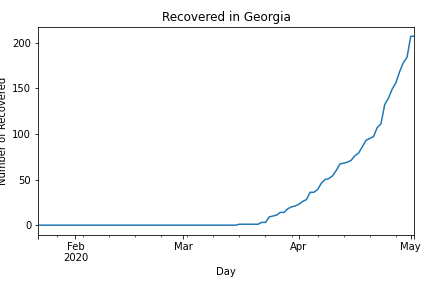 Recovered in Georgia
Number of Recovered
200
150
100
50
0
Feb
2020
Mar
Apr
May
Day